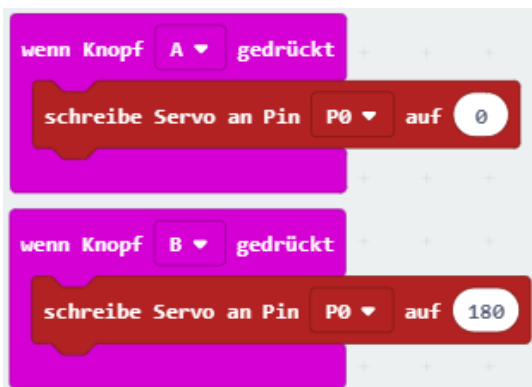 wenn Knopf A gedrückt
schreibe Servo an Pin P0 auf 0
wenn Knopf B gedrückt
schreibe Servo an Pin P0 auf 180